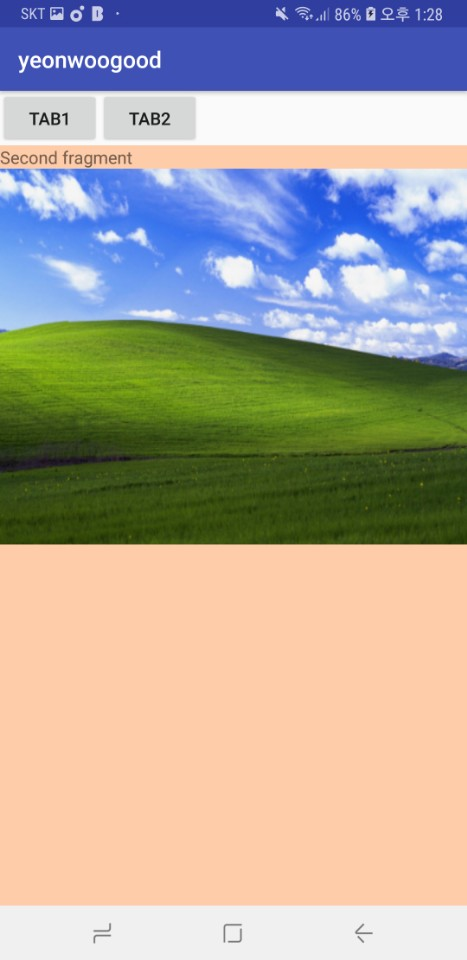 SKT 86% 오후 1:28
yeonwoogood
TAB1 TAB2
Second fragment